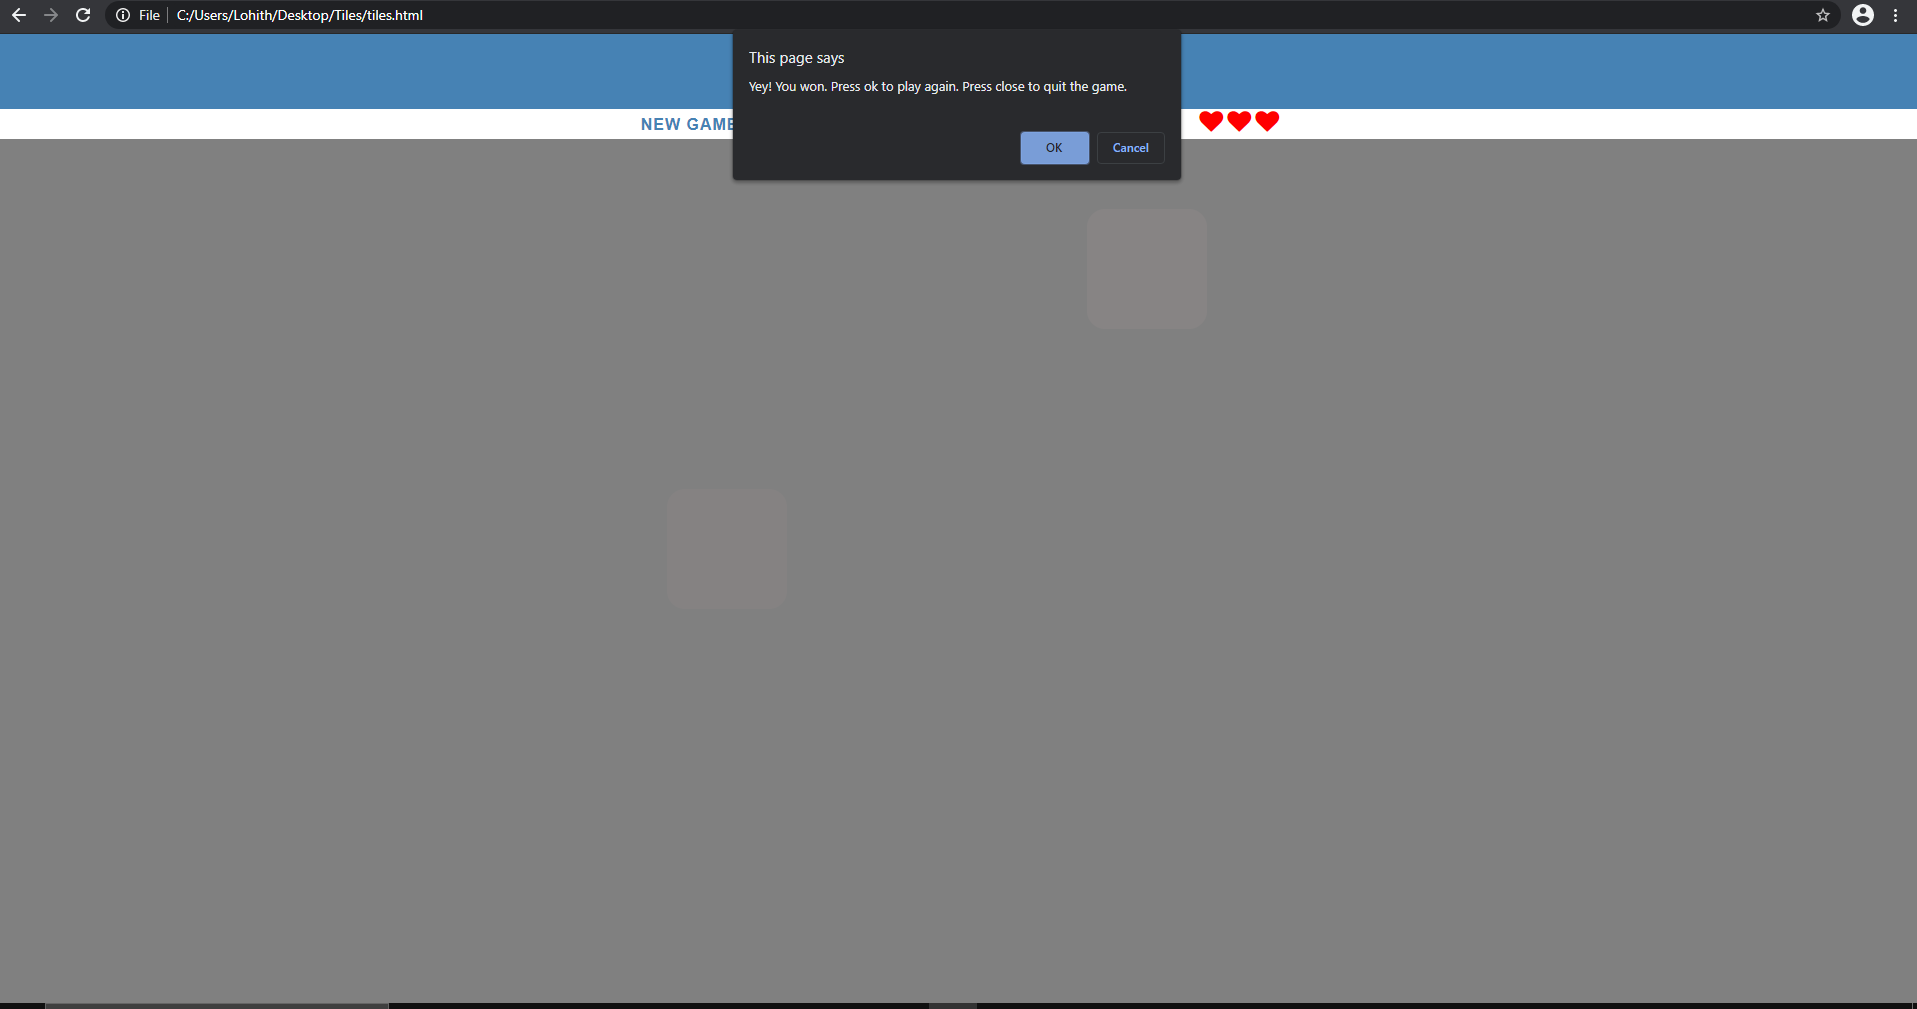 File C:/Users/Lohith/Desktop/Tiles/tiles.html
This page says
Yey! You won. Press ok to play again. Press close to quit the game.
NEW GAME
OK Cancel